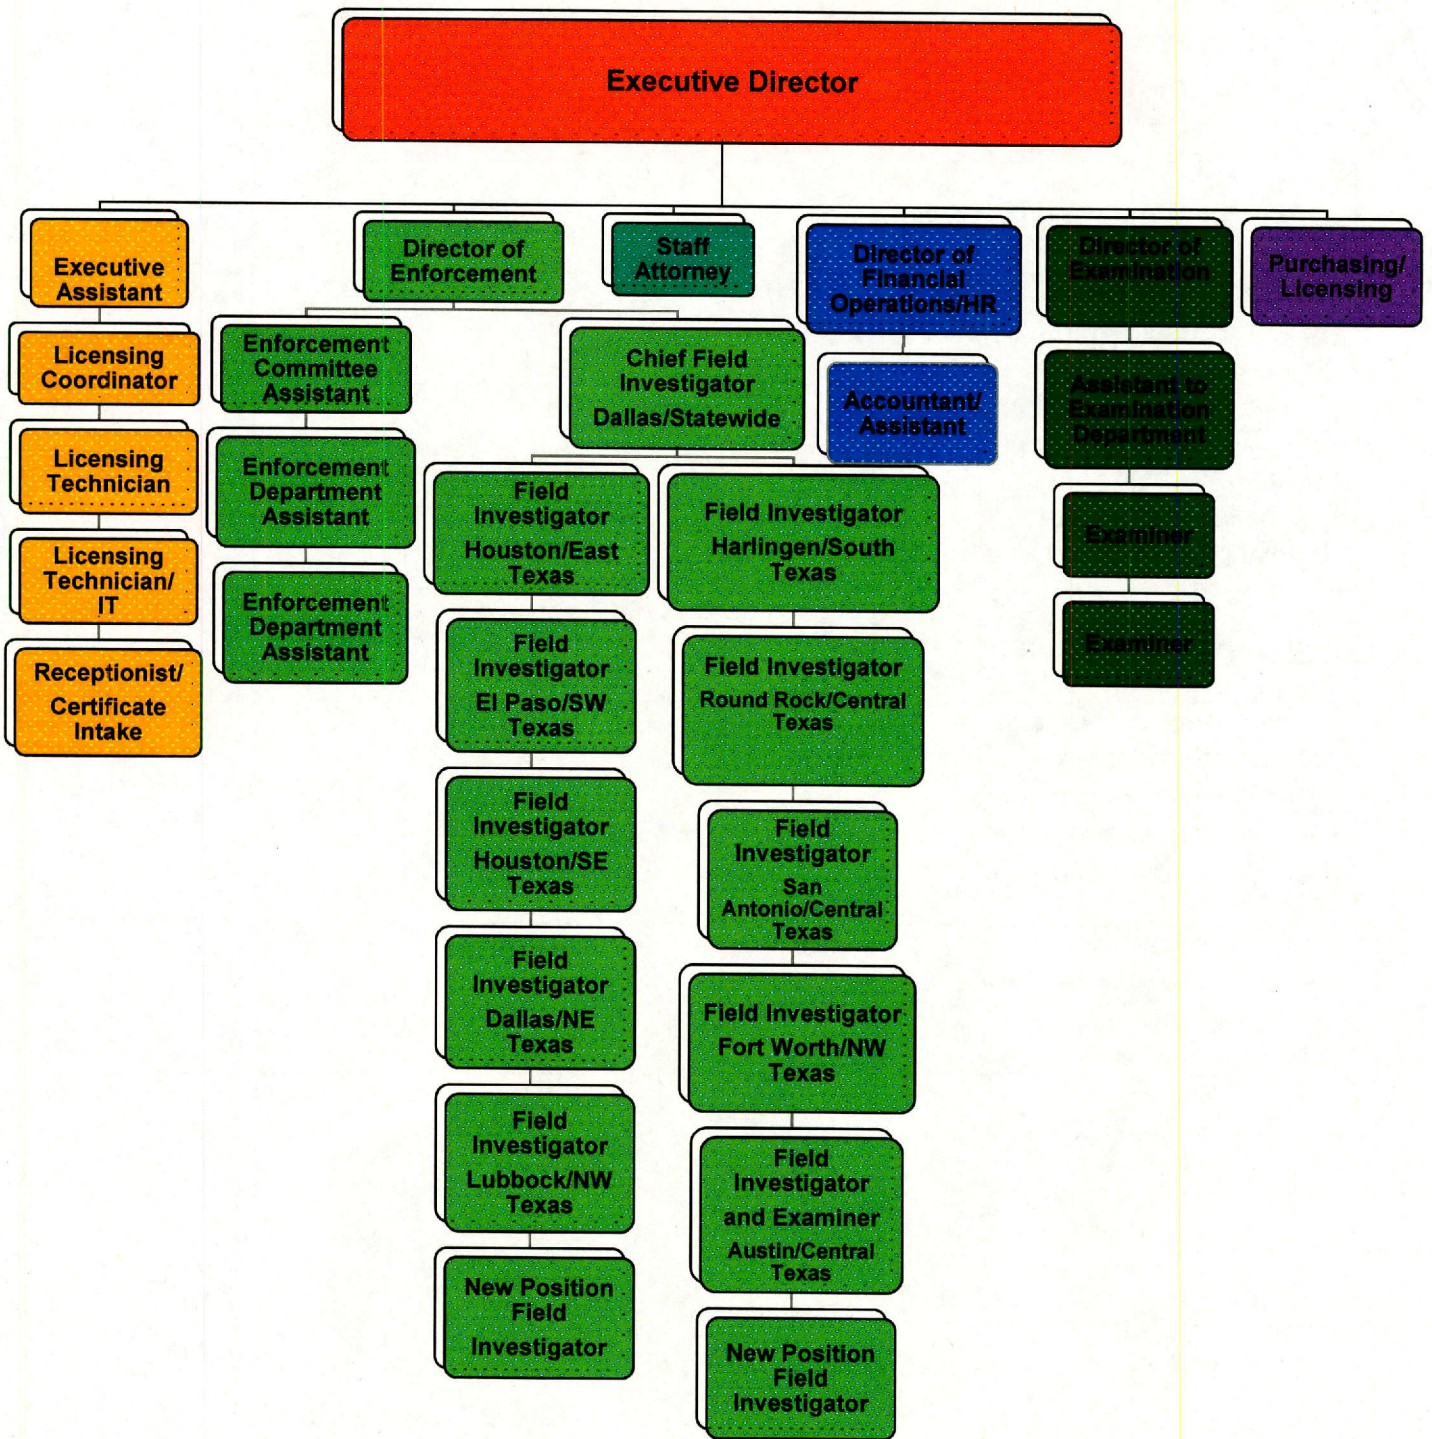 Executive Director
Executive
Assistant
Licensing
Coordinator
Licensing
Technician
Licensing
Technician/
IT
Receptionist/
Certificate
Intake
Director of
Enforcement
Enforcement
Committee
Assistant
Enforcement
Department
Assistant
Enforcement
Department
Assistant
Chief Field
Investigator
Dallas/Statewide
Field
Investigator
Houston/East
Texas
Field
Investigator
El Paso/SW
Texas
Field
Investigator
Houston/SE
Texas
Field
Investigator
Dallas/NE
Texas
Field
Investigator
Lubbock/NW
Texas
New Position
Field
Investigator
Field Investigator
Harlingen/South
Texas
Field Investigator
Round Rock/Central
Texas
Field
Investigator
San
Antonio/Central
Texas
Field Investigator
Fort Worth/NW
Texas
Field
Investigator
and Examiner
Austin/Central
Texas
New Position
Field
Investigator
Staff
Attorney
Director of
Financial
Operations/HR
Accountant/
Assistant
Director of
Examination
Assistant to
Examination
Department
Examiner
Examiner
Purchasing/
Licensing